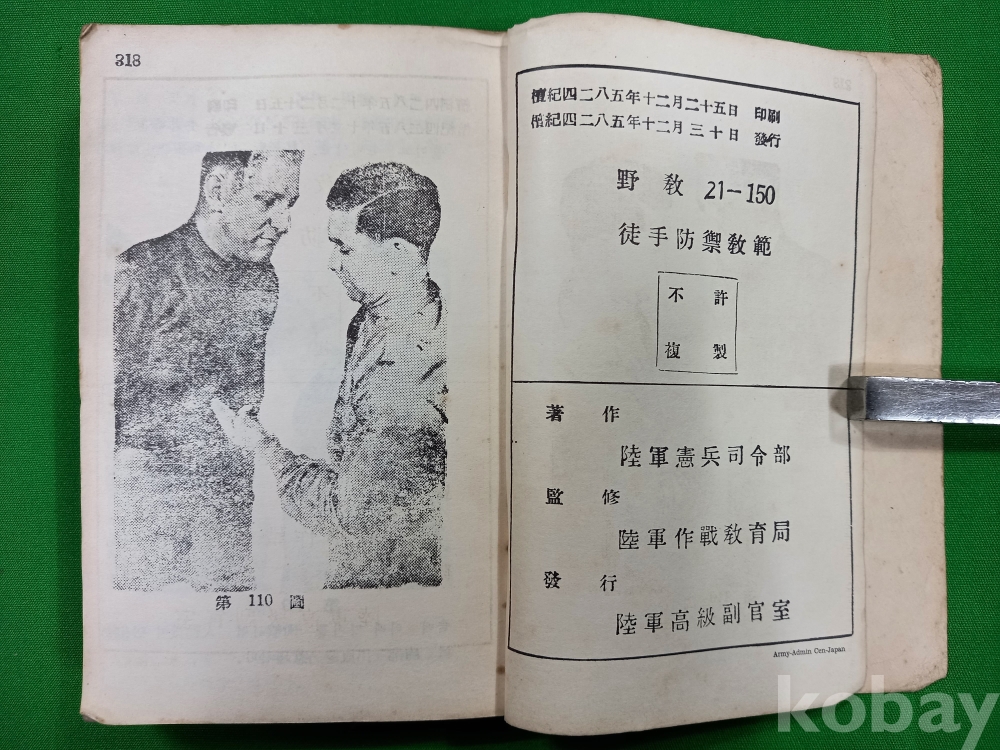 318
第 110 圖
檀紀四二八五年十二月二十五日 印刷
檀紀四二八五年十二月三十日 發行
野敎 21-150
徒手防禦敎範
不許
複製
著作
陸軍憲兵司令部
監修
陸軍作戰敎育局
發行
陸軍高級副官室
Army-Admin Cen-Japan
kobay